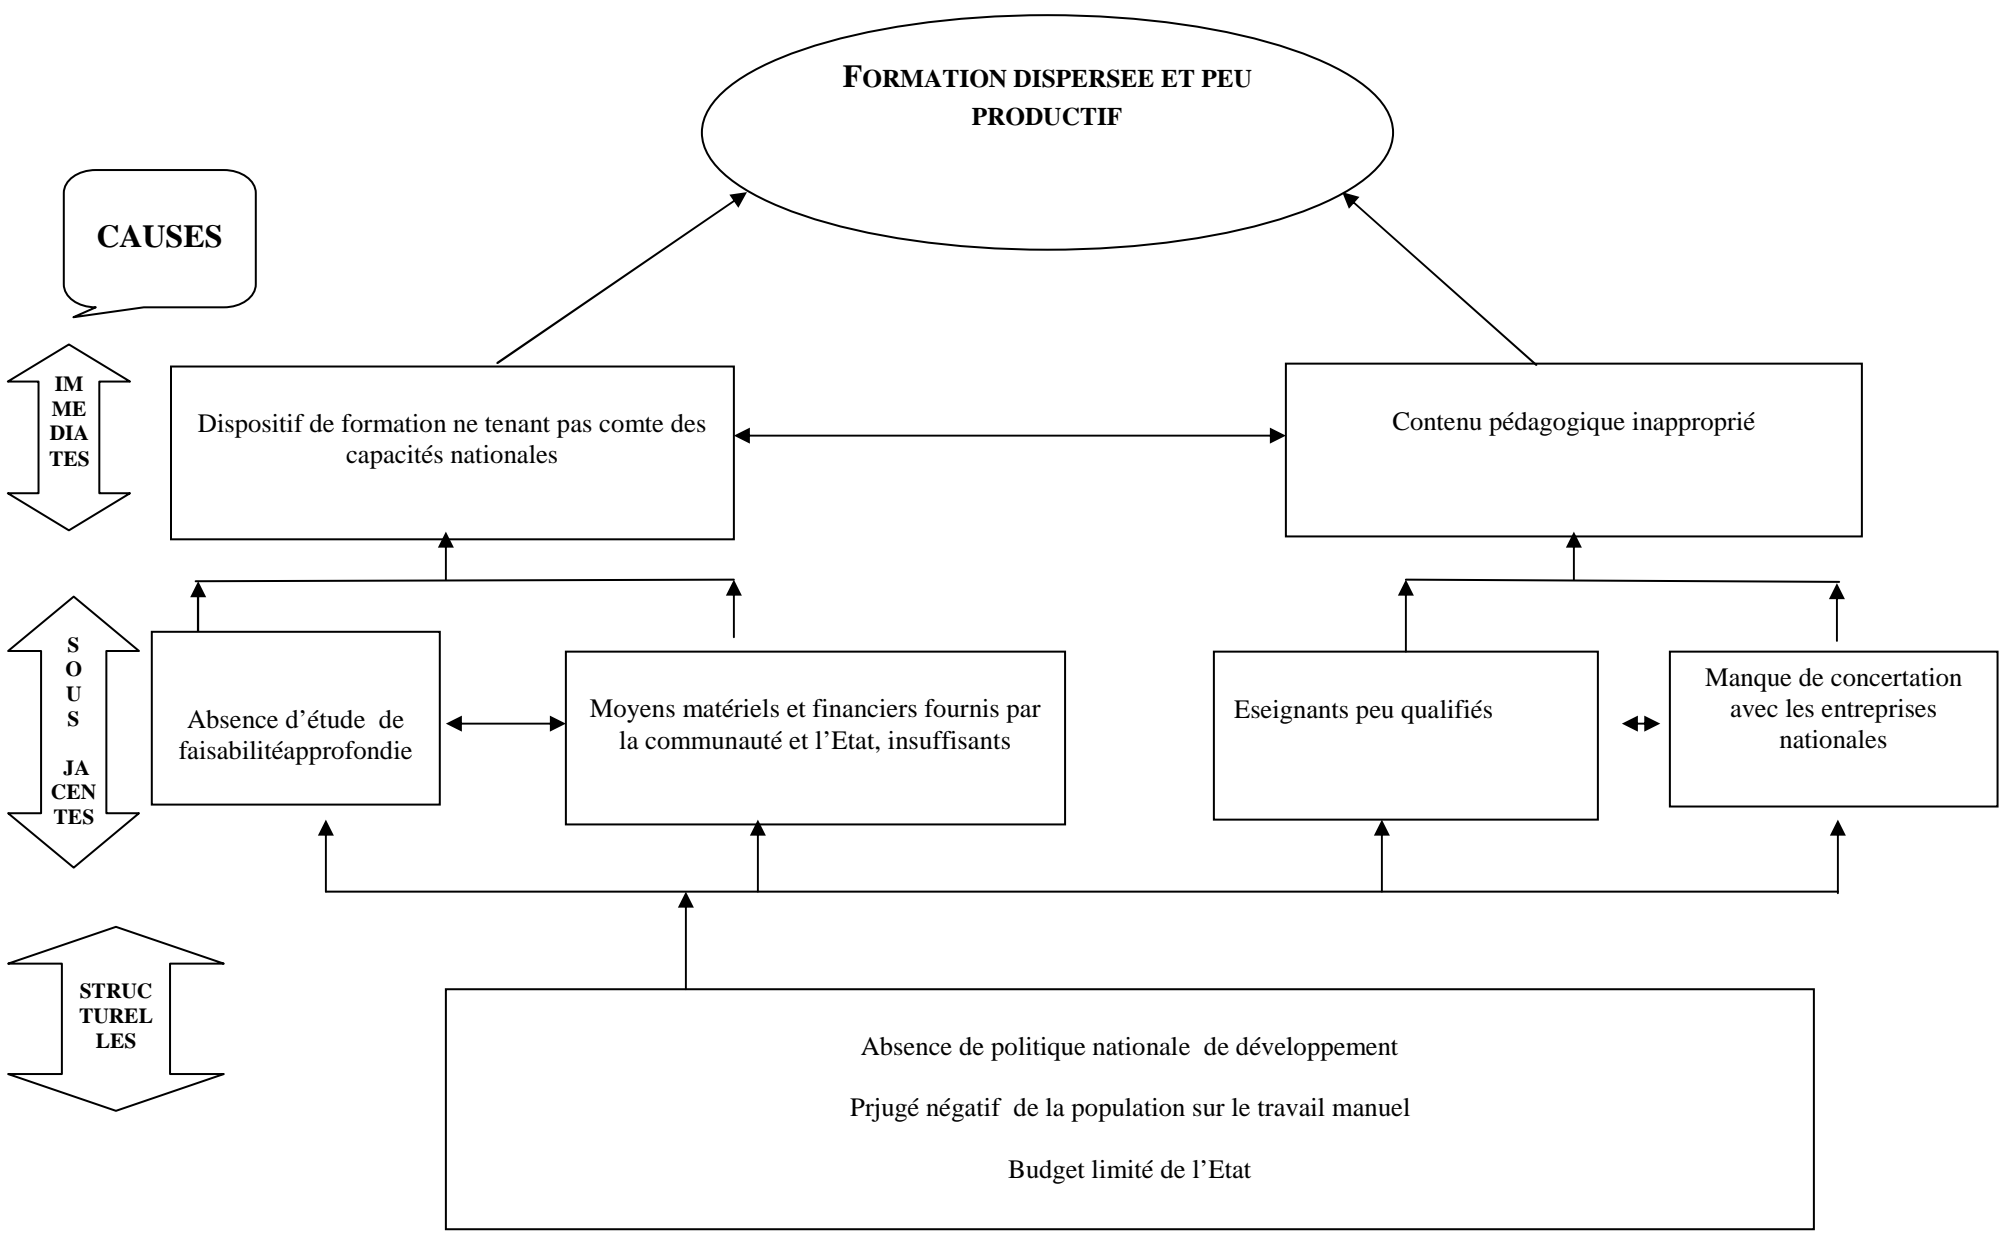 FORMATION DISPERSEE ET PEU
PRODUCTIF
CAUSES
IM
ME
DIA
TES
Dispositif de formation ne tenant pas comte des
capacités nationales
Contenu pédagogique inapproprié
S
O
U
S
JA
CEN
TES
Absence d’étude de
faisabilitéapprofondie
Moyens matériels et financiers fournis par
la communauté et l’Etat, insuffisants
Eseignants peu qualifiés
Manque de concertation
avec les entreprises
nationales
STRUC
TUREL
LES
Absence de politique nationale de développement
Prjugé négatif de la population sur le travail manuel
Budget limité de l’Etat